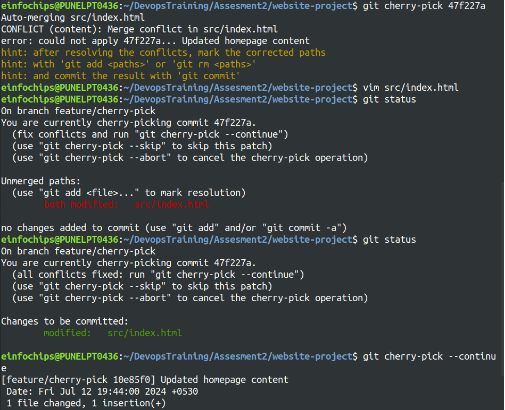 einfochips@PUNELPT0436:~/DevopsTraining/Assesment2/website-project$ git cherry-pick 47f227a
Auto-merging src/index.html
CONFLICT (content): Merge conflict in src/index.html
error: could not apply 47f227a... Updated homepage content
hint: after resolving the conflicts, mark the corrected paths
hint: with 'git add <paths>' or 'git rm <paths>'
hint: and commit the result with 'git commit'
einfochips@PUNELPT0436:~/DevopsTraining/Assesment2/website-project$ vim src/index.html
einfochips@PUNELPT0436:~/DevopsTraining/Assesment2/website-project$ git status
On branch feature/cherry-pick
You are currently cherry-picking commit 47f227a.
  (fix conflicts and run "git cherry-pick --continue")
  (use "git cherry-pick --skip" to skip this patch)
  (use "git cherry-pick --abort" to cancel the cherry-pick operation)

Unmerged paths:
  (use "git add <file>..." to mark resolution)
        both modified:   src/index.html

no changes added to commit (use "git add" and/or "git commit -a")
einfochips@PUNELPT0436:~/DevopsTraining/Assesment2/website-project$ git status
On branch feature/cherry-pick
You are currently cherry-picking commit 47f227a.
  (all conflicts fixed: run "git cherry-pick --continue")
  (use "git cherry-pick --skip" to skip this patch)
  (use "git cherry-pick --abort" to cancel the cherry-pick operation)

Changes to be committed:
        modified:   src/index.html

einfochips@PUNELPT0436:~/DevopsTraining/Assesment2/website-project$ git cherry-pick --continu
e
[feature/cherry-pick 10e85f0] Updated homepage content
 Date: Fri Jul 12 19:44:00 2024 +0530
 1 file changed, 1 insertion(+)